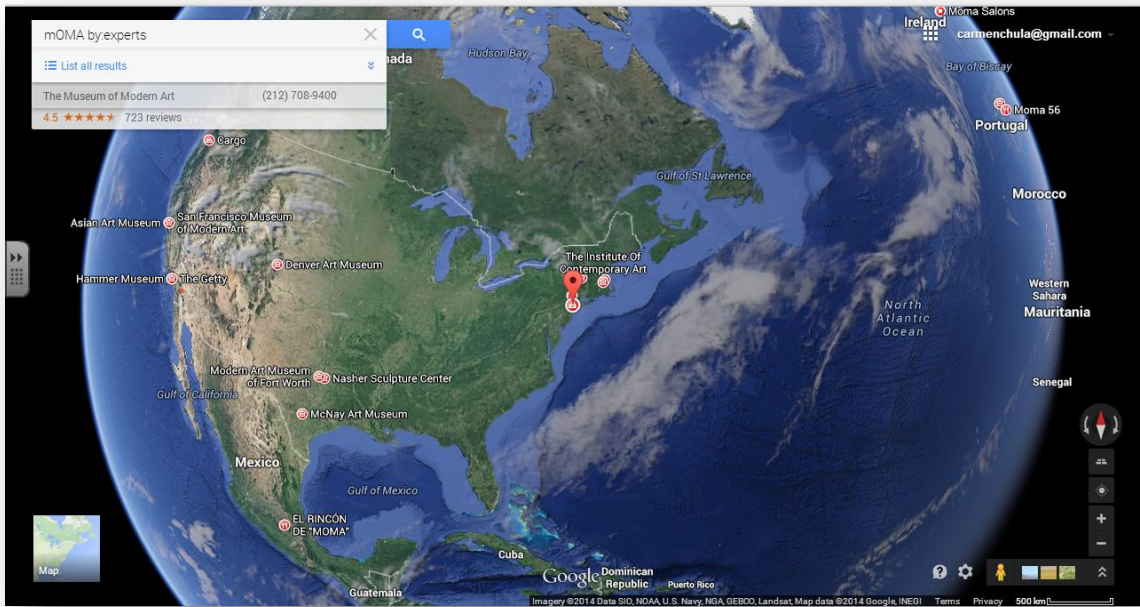 mOMA by:experts
List all results
The Museum of Modern Art (212) 708-9400
4.5 723 reviews
carmenchula@gmail.com
Moma Salons
Ireland
Hudson Bay
nada
Bay of Biscay
Moma 56
Portugal
Cargo
Gulf of St Lawrence
Morocco
Asian Art Museum
San Francisco Museum
of Modern Art
The Institute Of
Contemporary Art
Denver Art Museum
Hammer Museum
The Getty
Western
Sahara
Mauritania
North
Atlantic
Ocean
Modern Art Museum
of Fort Worth
Nasher Sculpture Center
Senegal
Gulf of California
McNay Art Museum
Mexico
Gulf of Mexico
EL RINCÓN
DE "MOMA"
Cuba
Map
Google
Dominican
Republic
Puerto Rico
Guatemala
Imagery ©2014 Data SIO, NOAA, U.S. Navy, NGA, GEBCO, Landsat, Map data ©2014 Google, INEGI Terms Privacy 500 km